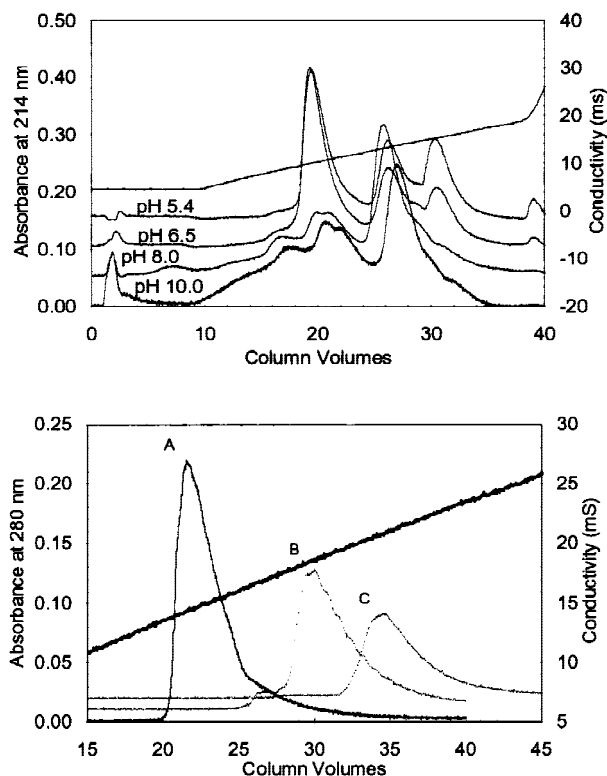 0.50
0.40
0.30
0.20
0.10
0.00
Absorbance at 214 nm
pH 5.4
pH 6.5
pH 8.0
pH 10.0
40
30
20
10
0
-10
-20
Conductivity (ms)
0 10 20 30 40
Column Volumes
0.25
0.20
0.15
0.10
0.05
0.00
Absorbance at 280 nm
A
B
C
30
25
20
15
10
5
Conductivity (mS)
15 20 25 30 35 40 45
Column Volumes